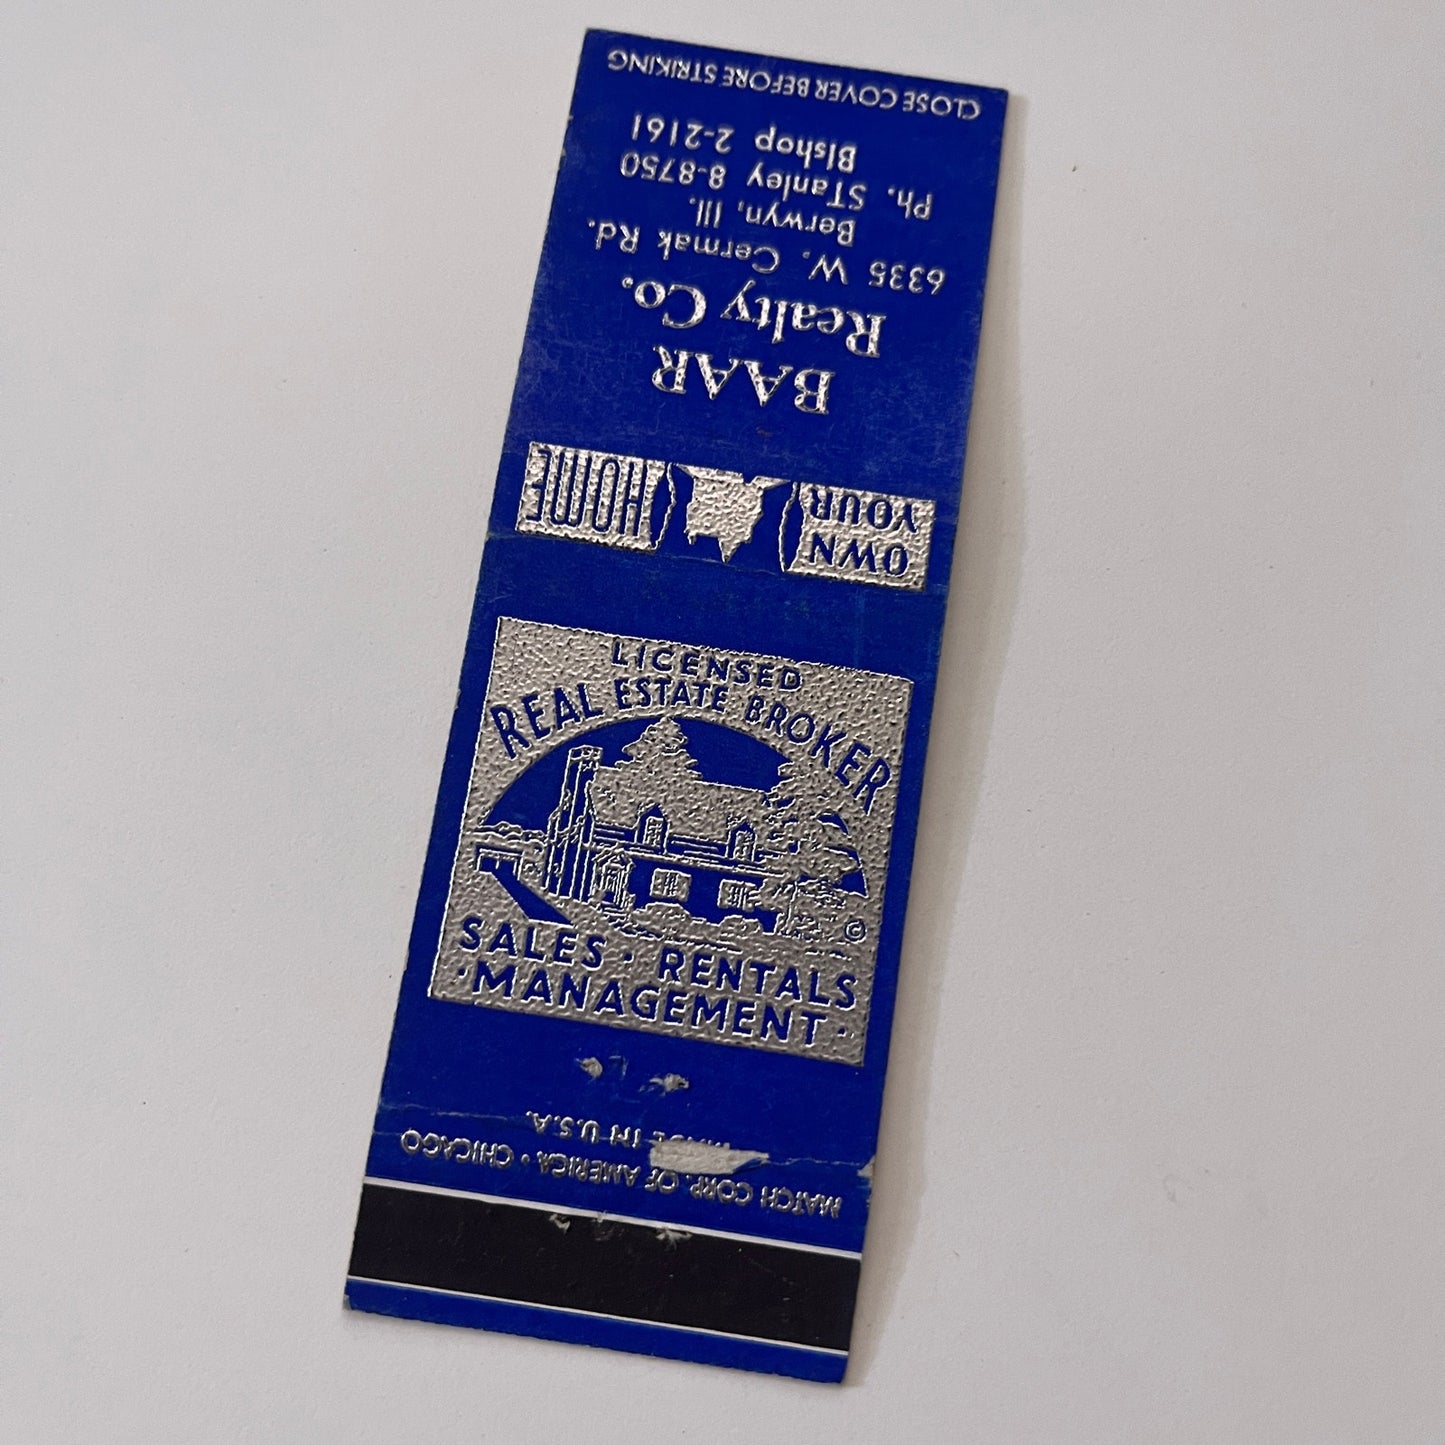 CLOSE COVER BEFORE STRIKING
BAAR
Realty Co.
6335 W. Cermak Rd.
Berwyn, Ill.
Ph. STanley 8-8750
BIshop 2-2161
OWN
YOUR
HOME
LICENSED
REAL ESTATE BROKER
©
SALES · RENTALS
· MANAGEMENT ·
MATCH CORP. OF AMERICA · CHICAGO
IN U.S.A.